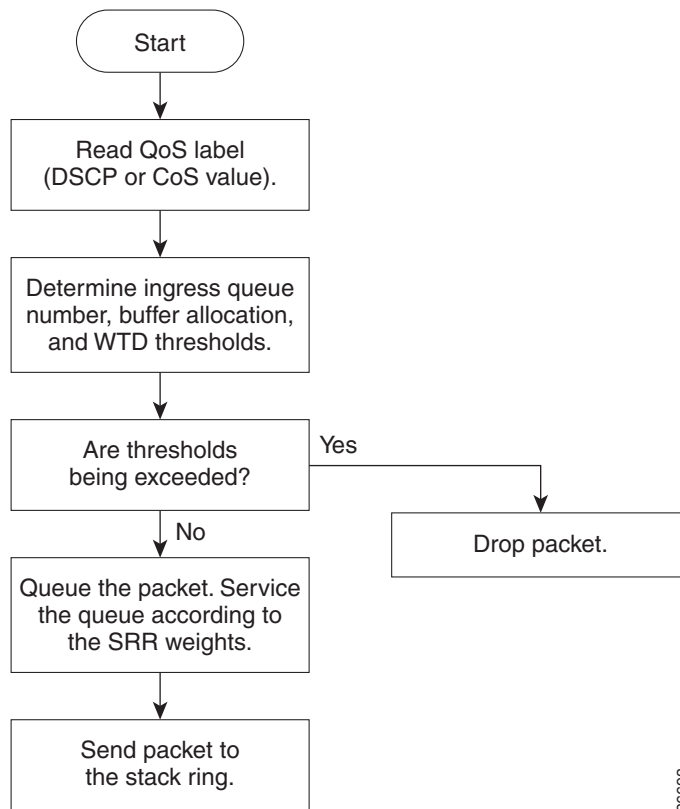 Start
Read QoS label
(DSCP or CoS value).
Determine ingress queue
number, buffer allocation,
and WTD thresholds.
Are thresholds
being exceeded?
Yes
No
Drop packet.
Queue the packet. Service
the queue according to
the SRR weights.
Send packet to
the stack ring.